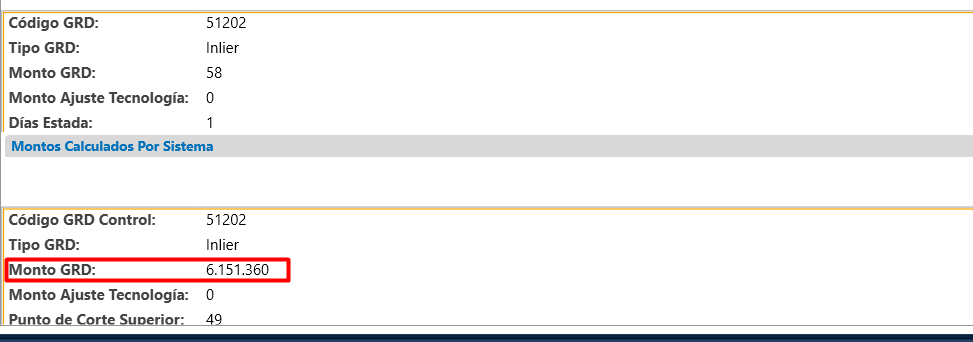 Código GRD: 51202
Tipo GRD: Inlier
Monto GRD: 58
Monto Ajuste Tecnología: 0
Días Estada: 1
Montos Calculados Por Sistema
Código GRD Control: 51202
Tipo GRD: Inlier
Monto GRD: 6.151.360
Monto Ajuste Tecnología: 0
Punto de Corte Superior: 49